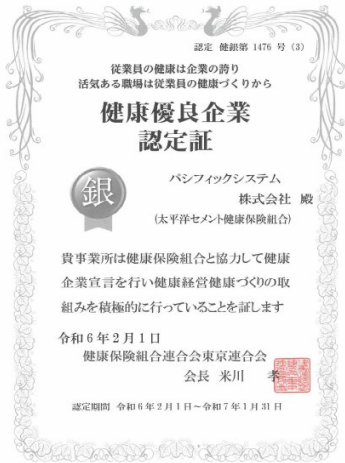 認定 健銀第 1476 号 (3)
従業員の健康は企業の誇り
活気ある職場は従業員の健康づくりから
健康優良企業
認定証
銀
パシフィックシステム
株式会社 殿
(太平洋セメント健康保険組合)
貴事業所は健康保険組合と協力して健康
企業宣言を行い健康経営健康づくりの取
組みを積極的に行っていることを証します
令和6年2月1日
健康保険組合連合会東京連合会
会長 米川 孝
認定期間 令和6年2月1日～令和7年1月31日